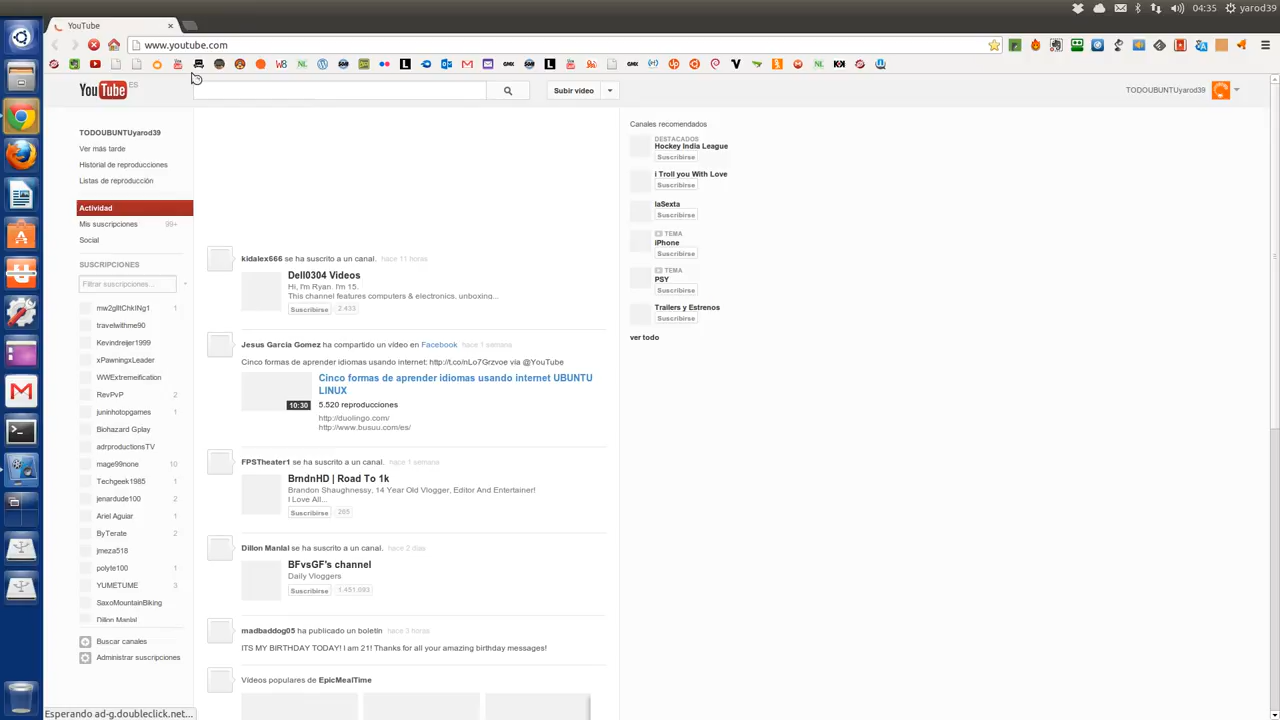 04:35 yarod39
YouTube
www.youtube.com
YouTube ES
Subir vídeo
TODOUBUNTUyarod39
TODOUBUNTUyarod39
Ver más tarde
Historial de reproducciones
Listas de reproducción
Actividad
Mis suscripciones 99+
Social
SUSCRIPCIONES
Filtrar suscripciones...
1
travelwithme90
Kevindreijer1999
xPawningxLeader
WWExtremeification
RevPvP 2
juninhotopgames 1
Biohazard Gplay
adrproductionsTV
mage99none 10
Techgeek1985 1
jenardude100 2
Ariel Aguiar 1
ByTerate 2
jmeza518
polyte100 1
YUMETUME 3
SaxoMountainBiking
Dillon Manial
Buscar canales
Administrar suscripciones
Esperando ad-g.doubleclick.net...
kidalex666 se ha suscrito a un canal. hace 11 horas
Dell0304 Videos
Hi, I'm Ryan. I'm 15.
This channel features computers & electronics, unboxing...
Suscribirse 2.433
Jesus García Gomez ha compartido un vídeo en Facebook hace 1 semana
Cinco formas de aprender idiomas usando internet: http://t.co/nLo7Grzvoe vía @YouTube
Cinco formas de aprender idiomas usando internet UBUNTU
LINUX
10:30
5.520 reproducciones
http://duolingo.com/
http://www.busuu.com/es/
FPSTheater1 se ha suscrito a un canal. hace 1 semana
BrndnHD | Road To 1k
Brandon Shaughnessy, 14 Year Old Vlogger, Editor And Entertainer!
I Love All...
Suscribirse 265
Dillon Manial se ha suscrito a un canal. hace 2 días
BFvsGF's channel
Daily Vloggers
Suscribirse 1.451.093
madbaddog05 ha publicado un boletín hace 3 horas
ITS MY BIRTHDAY TODAY! I am 21! Thanks for all your amazing birthday messages!
Vídeos populares de EpicMealTime
Canales recomendados
DESTACADOS
Hockey India League
Suscribirse
i Troll you With Love
Suscribirse
laSexta
Suscribirse
TEMA
iPhone
Suscribirse
TEMA
PSY
Suscribirse
Trailers y Estrenos
Suscribirse
ver todo